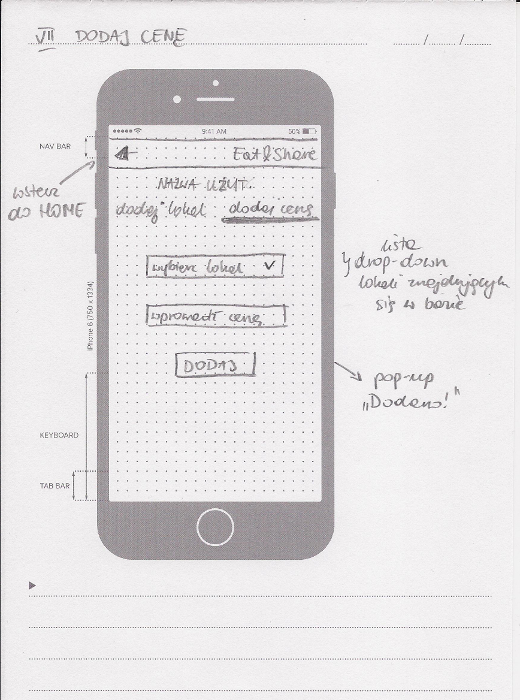 VII DODAJ CENĘ
/ /
9:41 AM
50%
NAV BAR
Eat&Share
wstecz
do HOME
NAZWA UŻYT.
dodaj lokal dodaj cenę
wybierz lokal
lista
drop-down
lokali znajdujących
się w bazie
iPhone 6 (750 x 1334)
wprowadź cenę
DODAJ
pop-up
„Dodano!"
KEYBOARD
TAB BAR